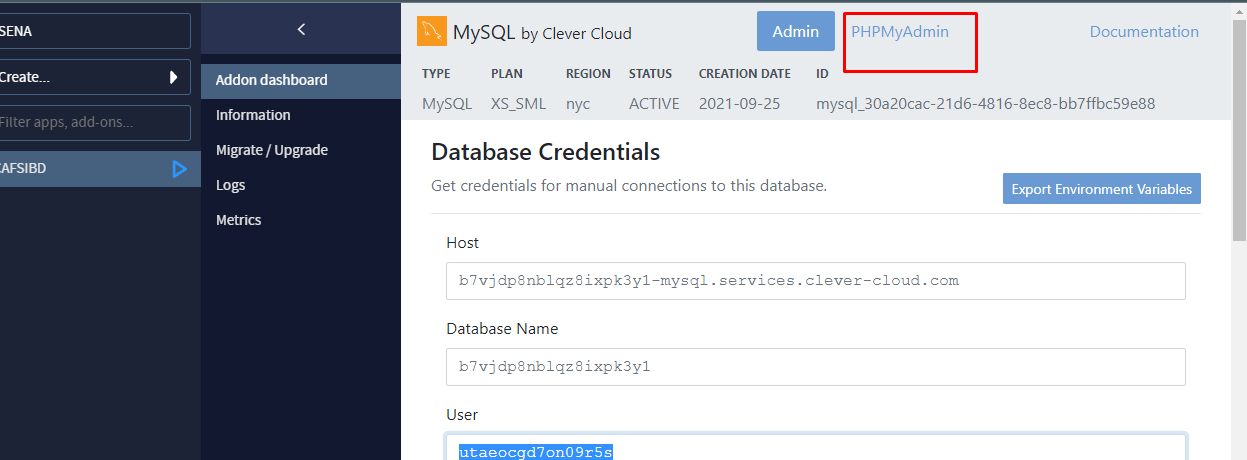 SENA
Create...
Filter apps, add-ons...
CAFSIBD
Addon dashboard
Information
Migrate / Upgrade
Logs
Metrics
MySQL by Clever Cloud
Admin
PHPMyAdmin
Documentation
TYPE PLAN REGION STATUS CREATION DATE ID
MySQL XS_SML nyc ACTIVE 2021-09-25 mysql_30a20cac-21d6-4816-8ec8-bb7ffbc59e88
Database Credentials
Get credentials for manual connections to this database.
Export Environment Variables
Host
b7vjdp8nblqz8ixpk3y1-mysql.services.clever-cloud.com
Database Name
b7vjdp8nblqz8ixpk3y1
User
utaeocgd7on09r5s